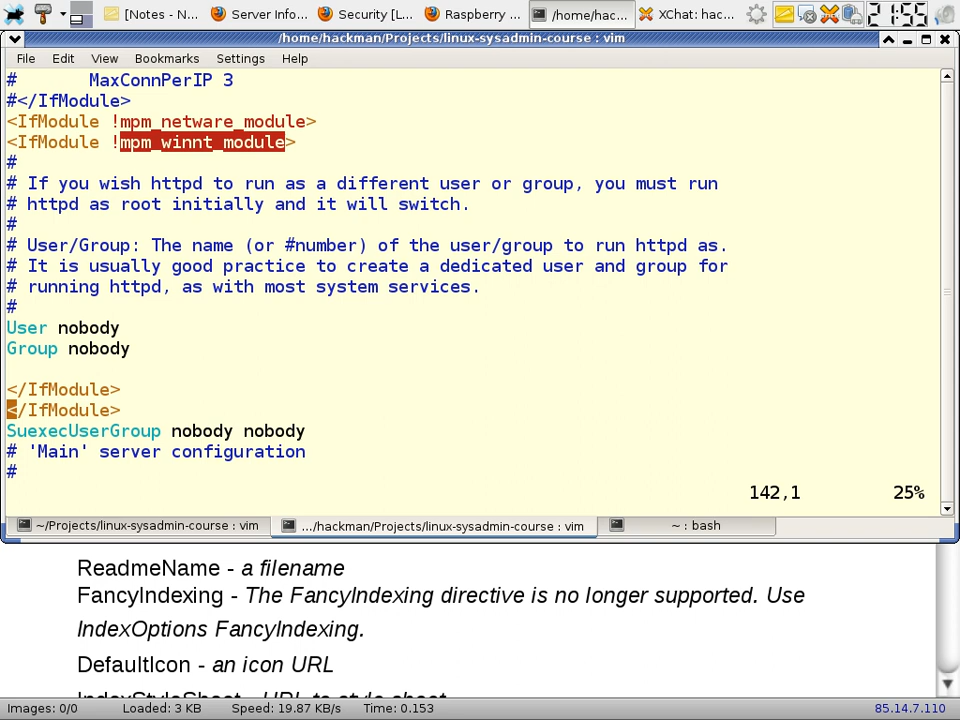 [Notes - N...
Server Info...
Security [L...
Raspberry ...
/home/hac...
XChat: hac...
21:55
/home/hackman/Projects/linux-sysadmin-course : vim
File Edit View Bookmarks Settings Help
#       MaxConnPerIP 3
#</IfModule>
<IfModule !mpm_netware_module>
<IfModule !mpm_winnt_module>
#
# If you wish httpd to run as a different user or group, you must run
# httpd as root initially and it will switch.
#
# User/Group: The name (or #number) of the user/group to run httpd as.
# It is usually good practice to create a dedicated user and group for
# running httpd, as with most system services.
#
User nobody
Group nobody
</IfModule>
</IfModule>
SuexecUserGroup nobody nobody
# 'Main' server configuration
#
142,1 25%
~/Projects/linux-sysadmin-course : vim
.../hackman/Projects/linux-sysadmin-course : vim
~ : bash
ReadmeName - a filename
FancyIndexing - The FancyIndexing directive is no longer supported. Use
IndexOptions FancyIndexing.
DefaultIcon - an icon URL
IndexStyleSheet - URL to style sheet
Images: 0/0 Loaded: 3 KB Speed: 19.87 KB/s Time: 0.153 85.14.7.110